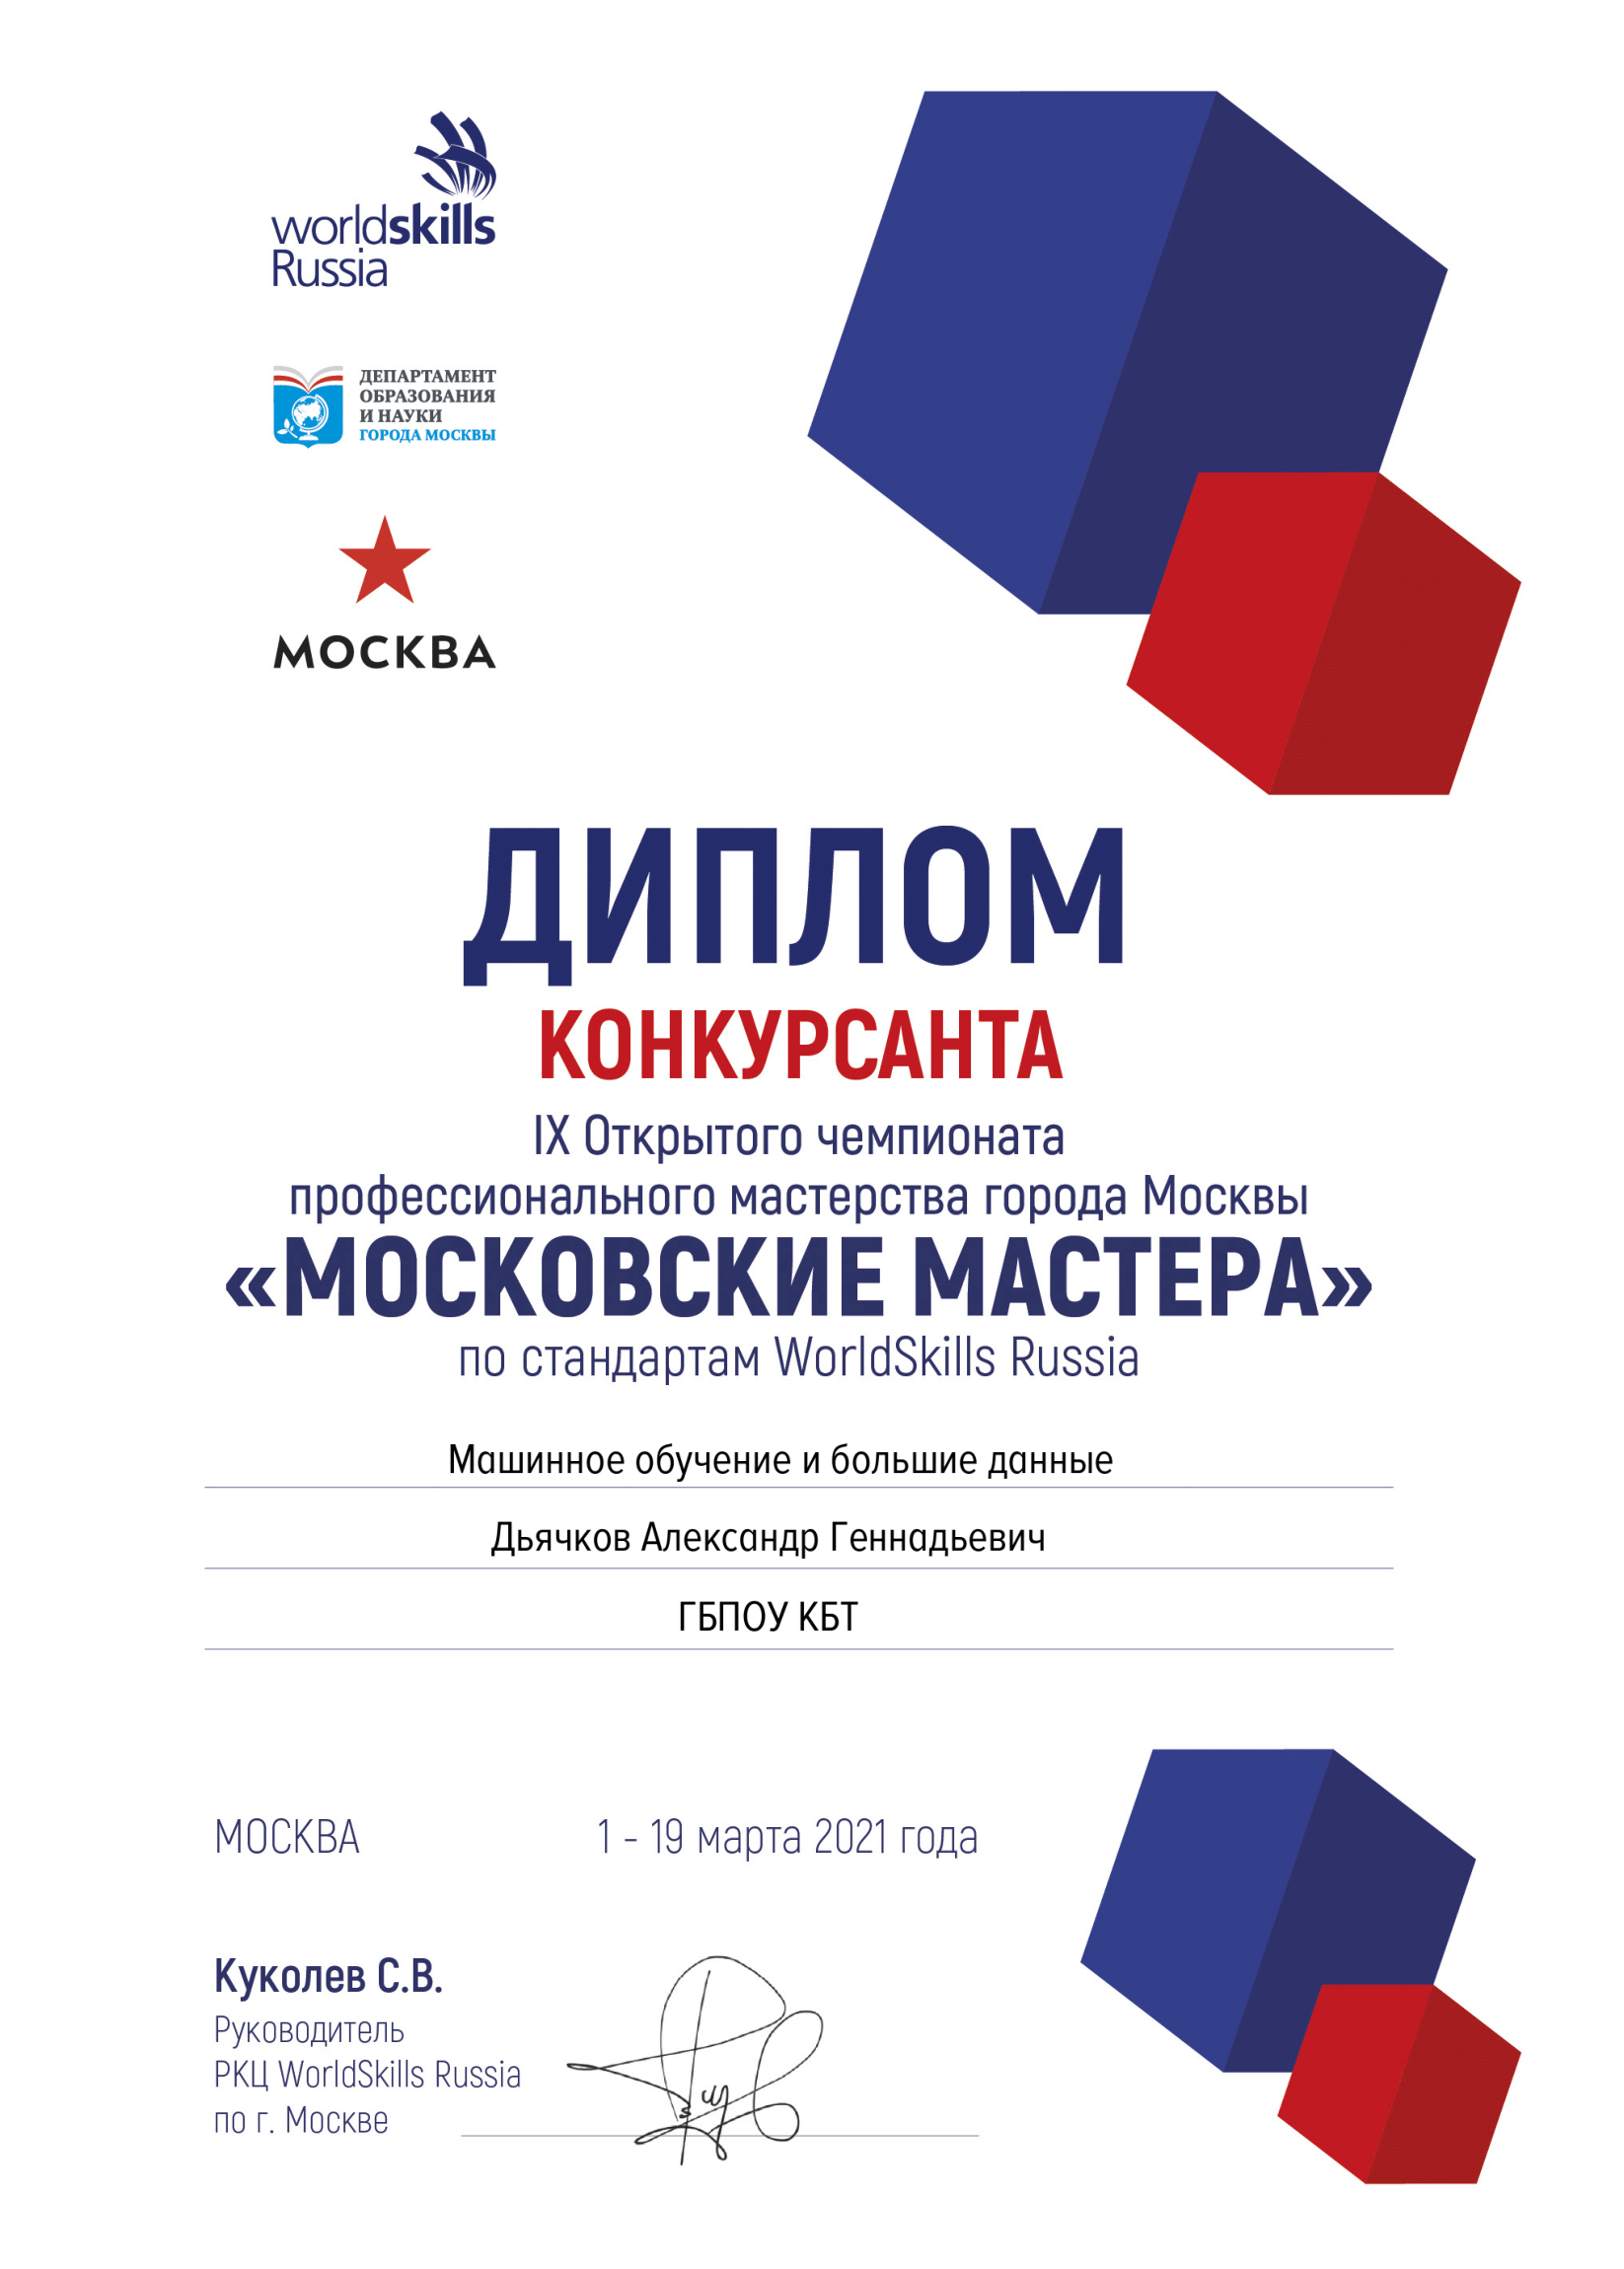 worldskills
Russia
ДЕПАРТАМЕНТ
ОБРАЗОВАНИЯ
И НАУКИ
ГОРОДА МОСКВЫ
МОСКВА
ДИПЛОМ
КОНКУРСАНТА
IX Открытого чемпионата
профессионального мастерства города Москвы
«МОСКОВСКИЕ МАСТЕРА»
по стандартам WorldSkills Russia
Машинное обучение и большие данные
Дьячков Александр Геннадьевич
ГБПОУ КБТ
МОСКВА 1 - 19 марта 2021 года
Куколев С.В.
Руководитель
РКЦ WorldSkills Russia
по г. Москве